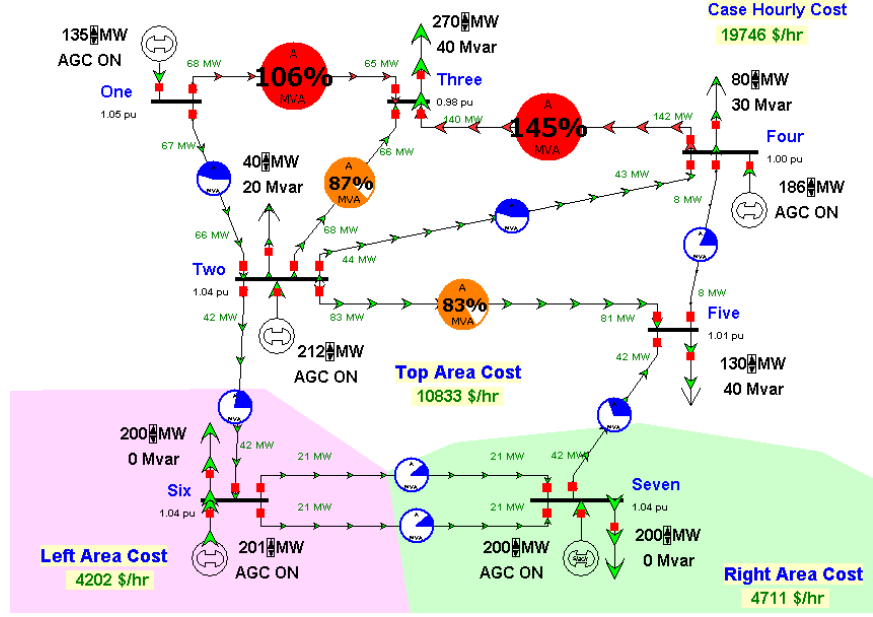 Case Hourly Cost
19746 $/hr
135 MW
AGC ON
270 MW
40 Mvar
68 MW
A
106%
MVA
65 MW
Three
0.98 pu
One
1.05 pu
80 MW
30 Mvar
140 MW
A
145%
MVA
142 MW
Four
1.00 pu
67 MW
A
MVA
40 MW
20 Mvar
66 MW
A
87%
MVA
43 MW
8 MW
186 MW
AGC ON
A
MVA
66 MW
68 MW
44 MW
A
MVA
Two
1.04 pu
42 MW
83 MW
A
83%
MVA
81 MW
8 MW
Five
1.01 pu
212 MW
AGC ON
42 MW
130 MW
40 Mvar
Top Area Cost
10833 $/hr
A
MVA
A
MVA
200 MW
0 Mvar
42 MW
21 MW
A
MVA
21 MW
42 MW
Six
1.04 pu
Seven
1.04 pu
21 MW
A
MVA
21 MW
201 MW
AGC ON
200 MW
AGC ON
200 MW
0 Mvar
Left Area Cost
4202 $/hr
Right Area Cost
4711 $/hr